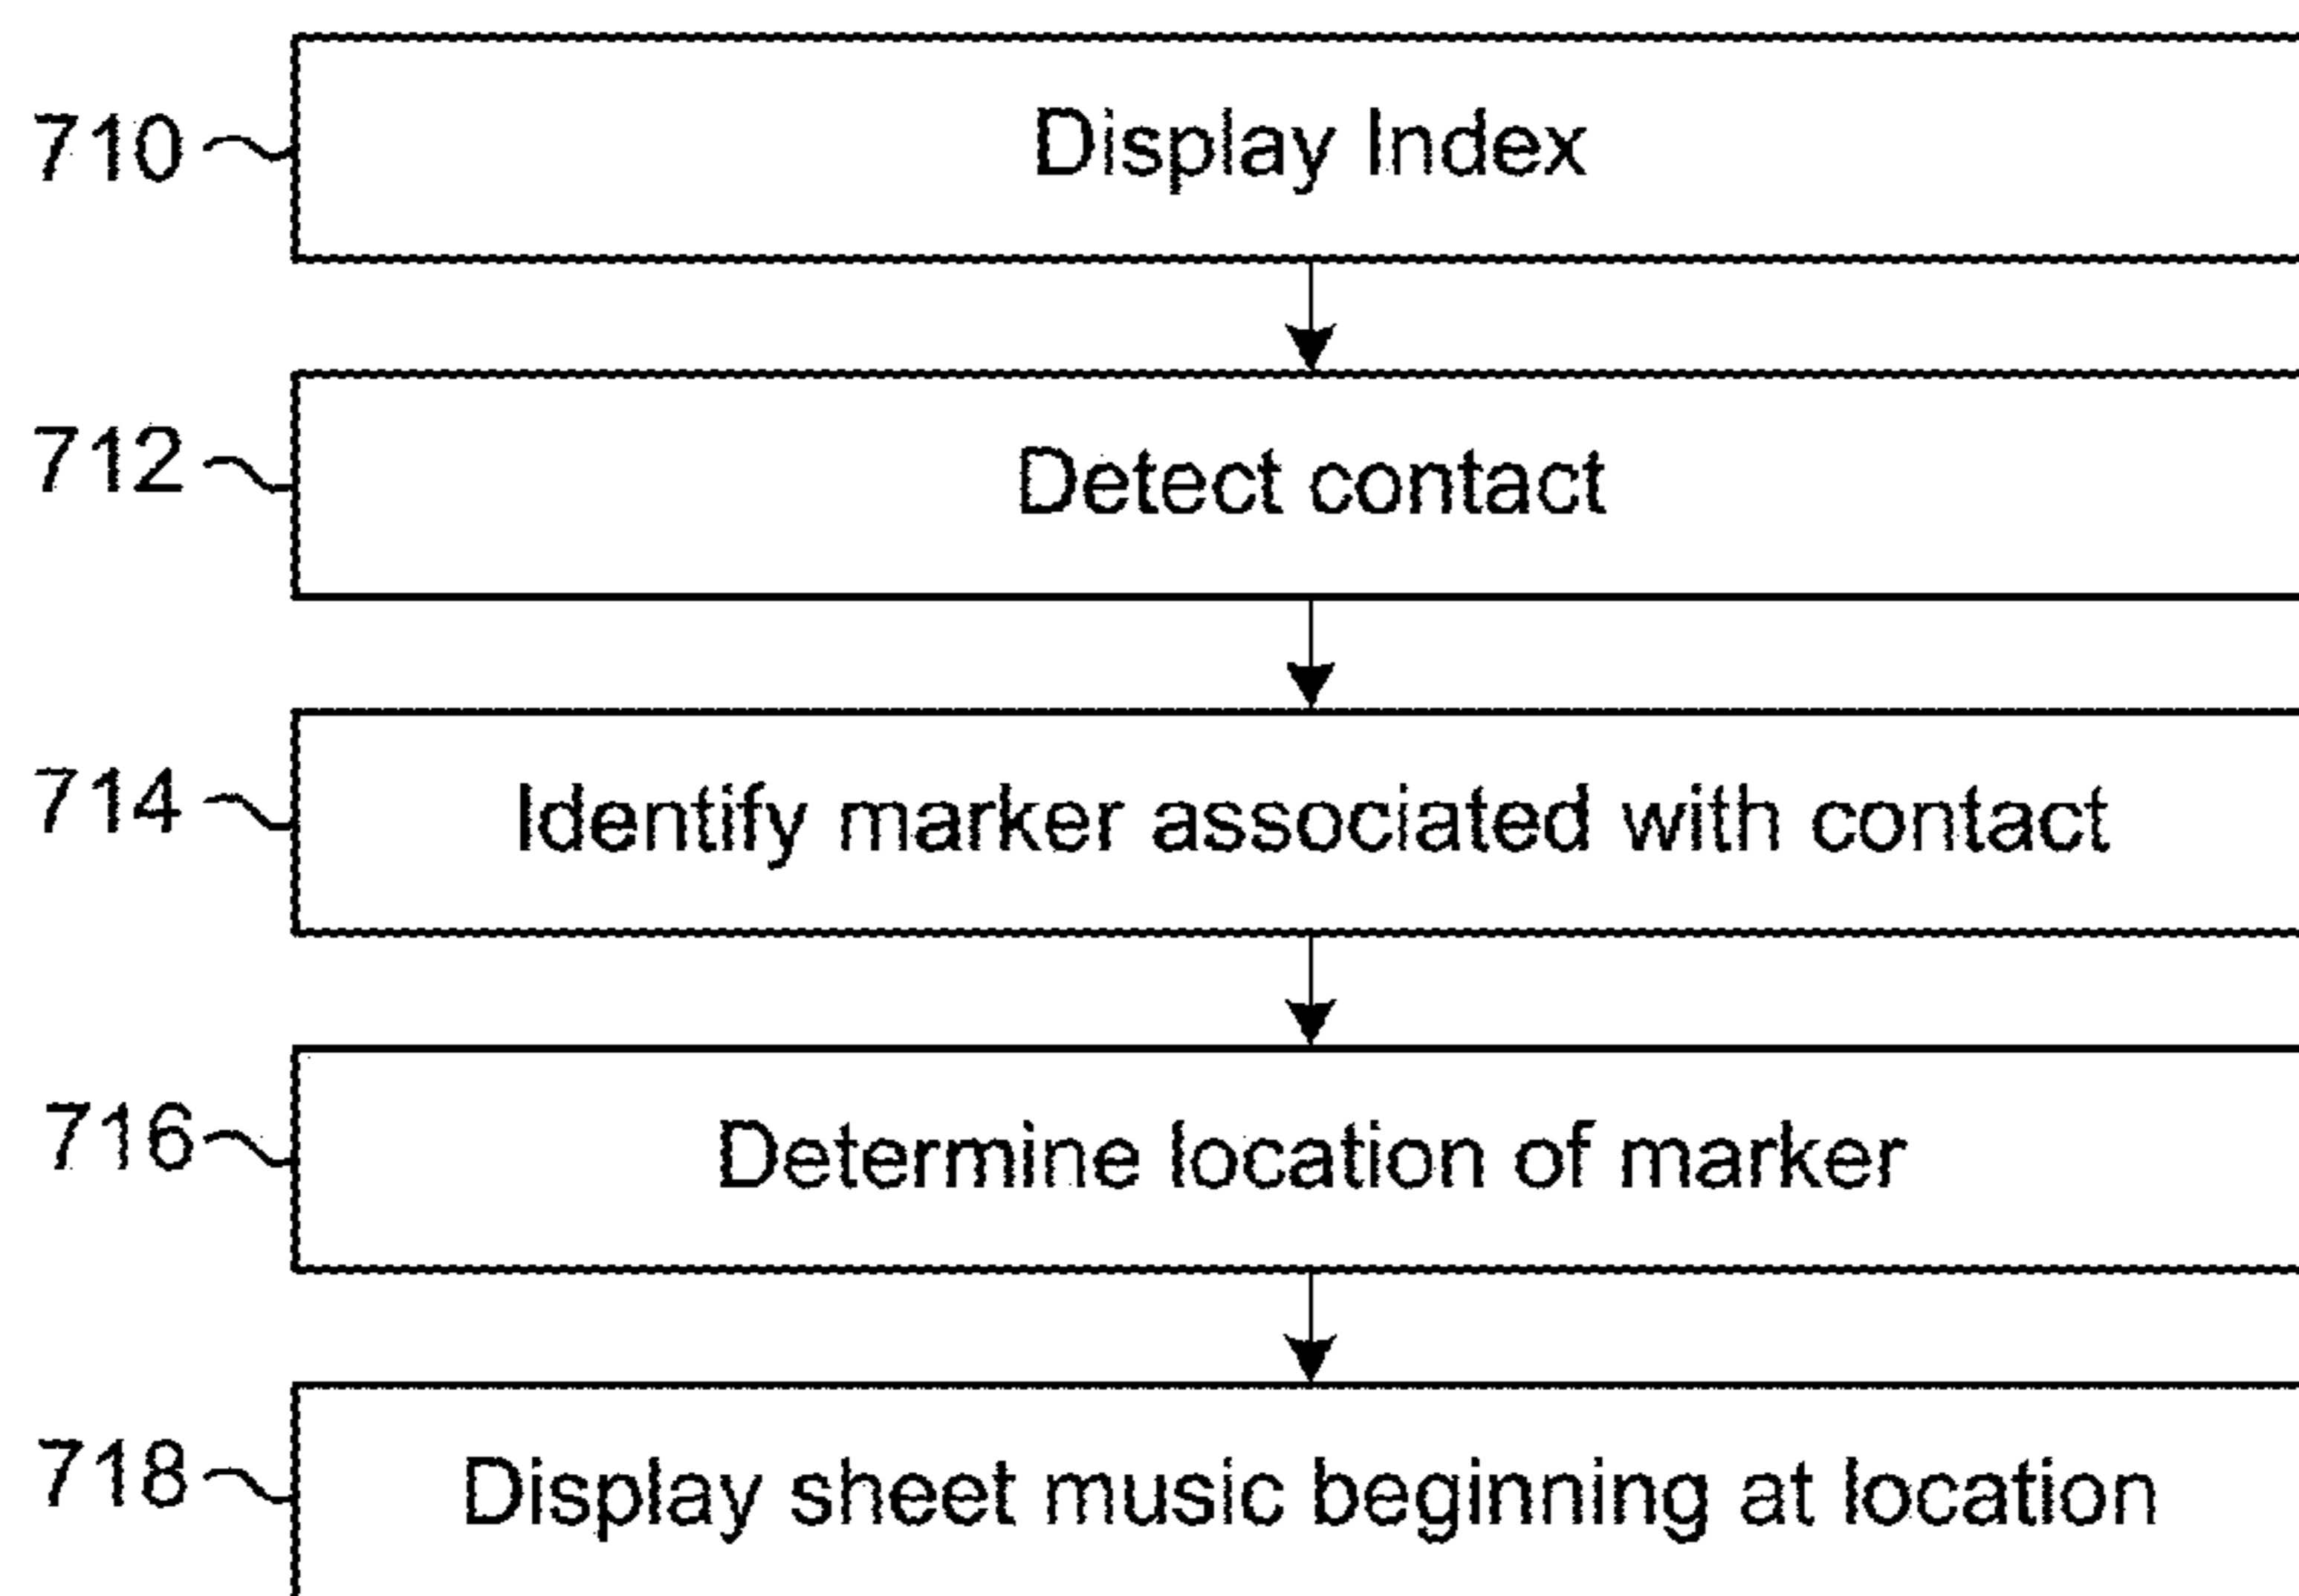 710 Display Index
712 Detect contact
714 Identify marker associated with contact
716 Determine location of marker
718 Display sheet music beginning at location